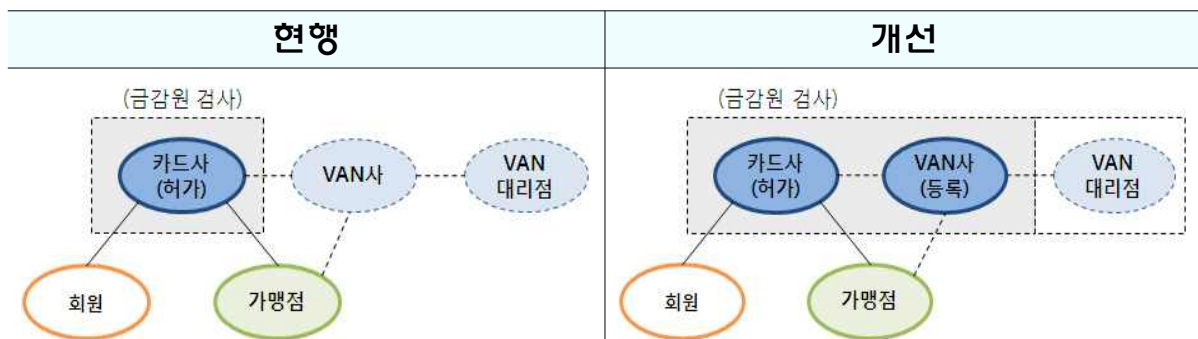 현행
개선
(금감원 검사)
카드사
(허가)
VAN사
VAN
대리점
회원
가맹점
(금감원 검사)
카드사
(허가)
VAN사
(등록)
VAN
대리점
회원
가맹점